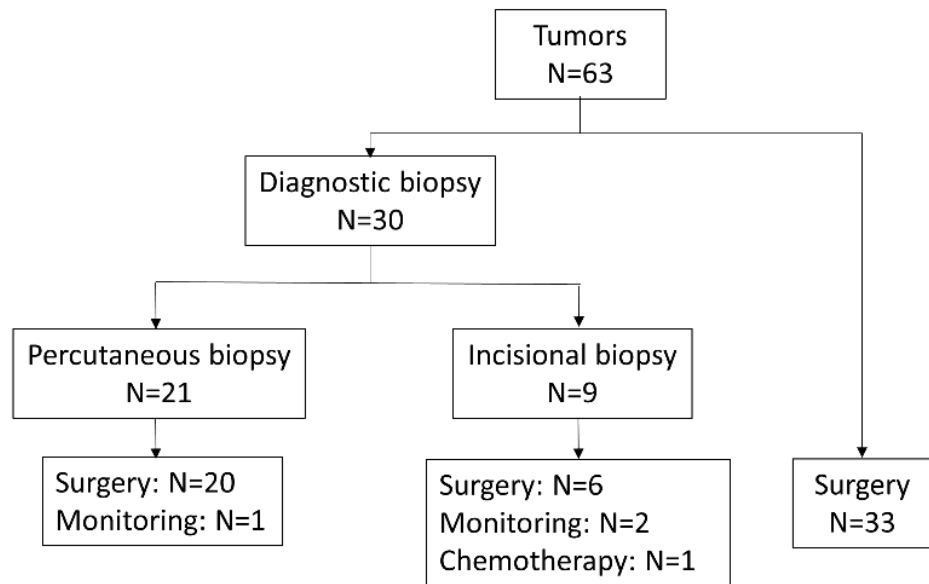 Tumors
N=63
Diagnostic biopsy
N=30
Percutaneous biopsy
N=21
Incisional biopsy
N=9
Surgery: N=20
Monitoring: N=1
Surgery: N=6
Monitoring: N=2
Chemotherapy: N=1
Surgery
N=33